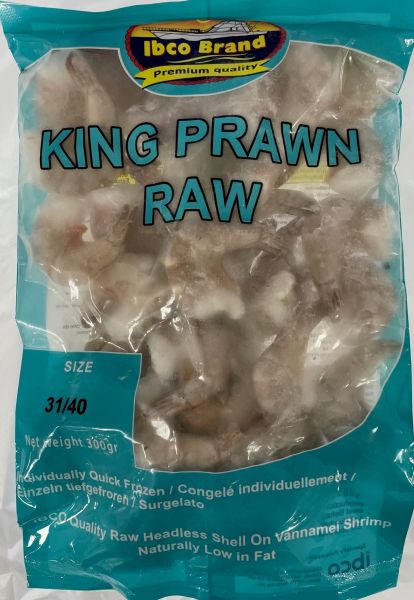 Ibco Brand
Premium quality
KING PRAWN
RAW
SIZE
31/40
Net weight 300gr
Individually Quick Frozen / Congelé individuellement /
Einzeln tiefgefroren / Surgelato
IBCO Quality Raw Headless Shell On Vannamei Shrimp
Naturally Low in Fat
ibco